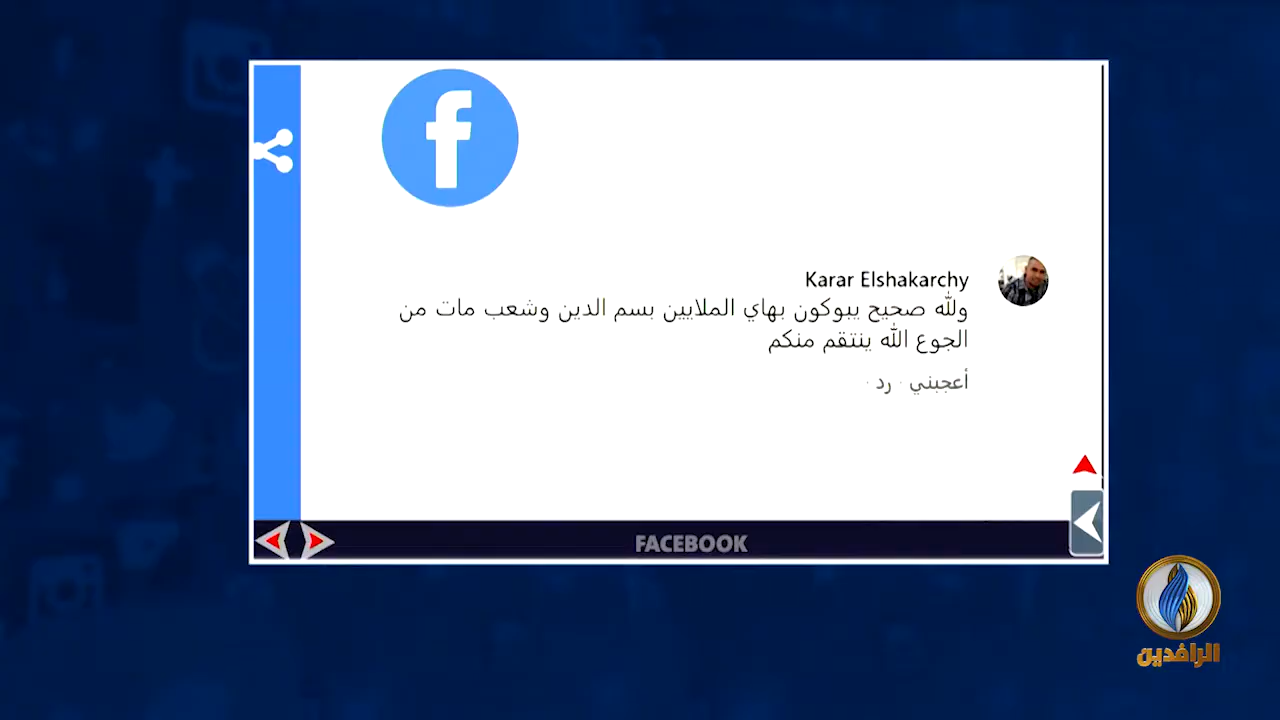 Karar Elshakarchy
ولله صحيح يبوكون بهاي الملايين بسم الدين وشعب مات من
الجوع الله ينتقم منكم
أعجبني · رد ·
FACEBOOK
الرافدين